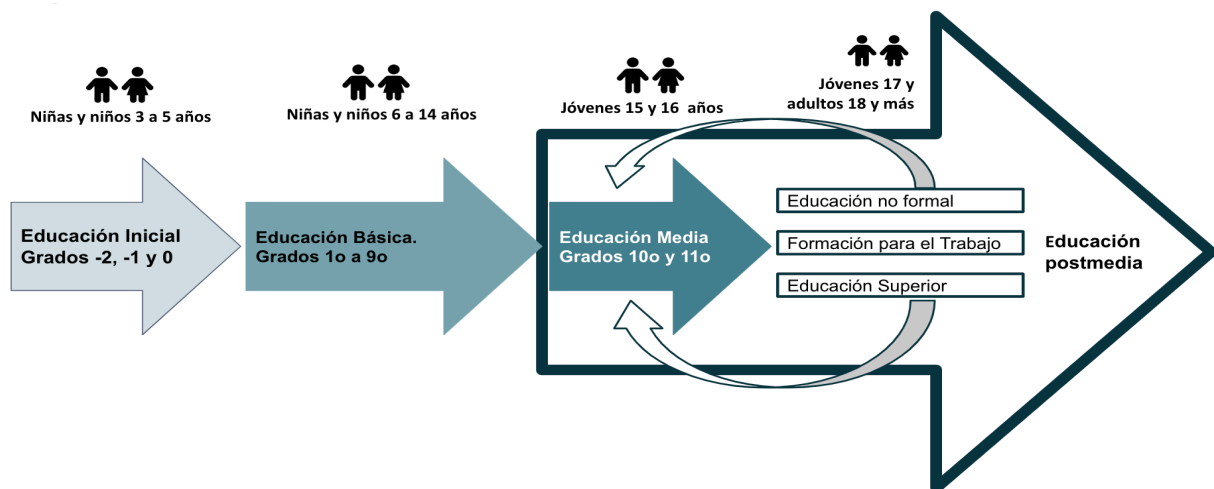 Niñas y niños 3 a 5 años
Niñas y niños 6 a 14 años
Jóvenes 15 y 16 años
Jóvenes 17 y
adultos 18 y más
Educación Inicial
Grados -2, -1 y 0
Educación Básica.
Grados 1o a 9o
Educación Media
Grados 10o y 11o
Educación no formal
Formación para el Trabajo
Educación Superior
Educación
postmedia